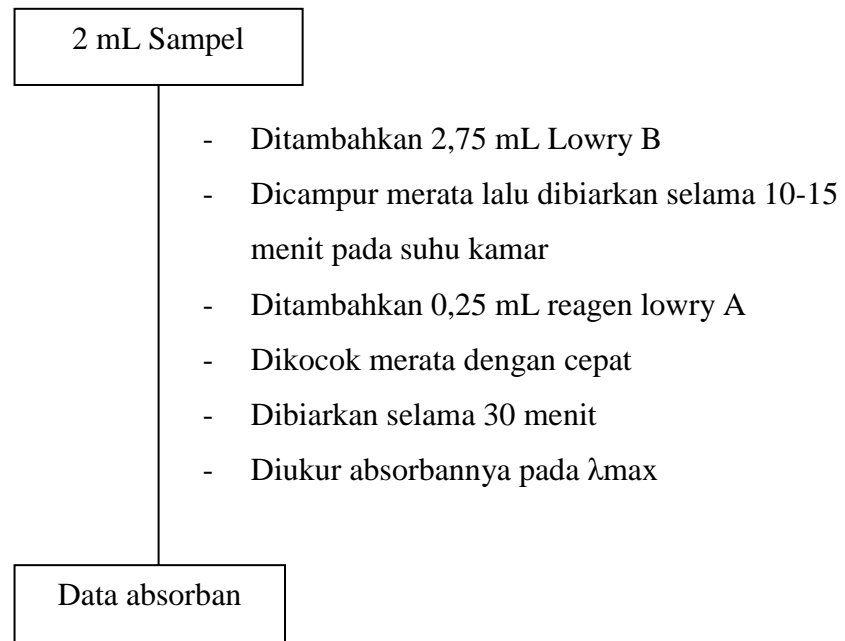 2 mL Sampel
- Ditambahkan 2,75 mL Lowry B
- Dicampur merata lalu dibiarkan selama 10-15
menit pada suhu kamar
- Ditambahkan 0,25 mL reagen lowry A
- Dikocok merata dengan cepat
- Dibiarkan selama 30 menit
- Diukur absorbannya pada λmax
Data absorban